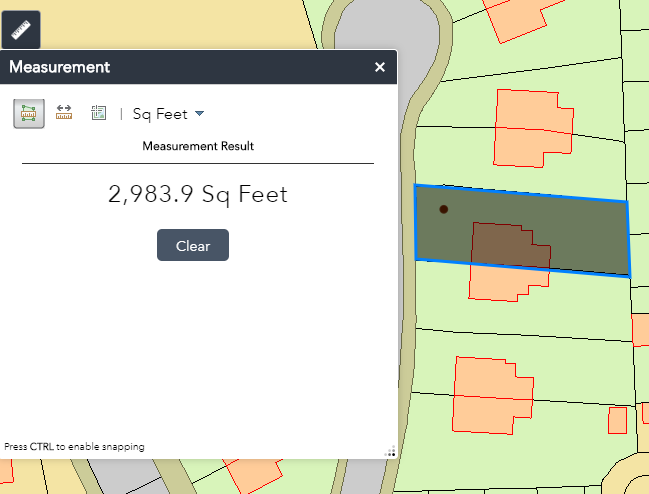 Measurement
Sq Feet
Measurement Result
2,983.9 Sq Feet
Clear
Press CTRL to enable snapping